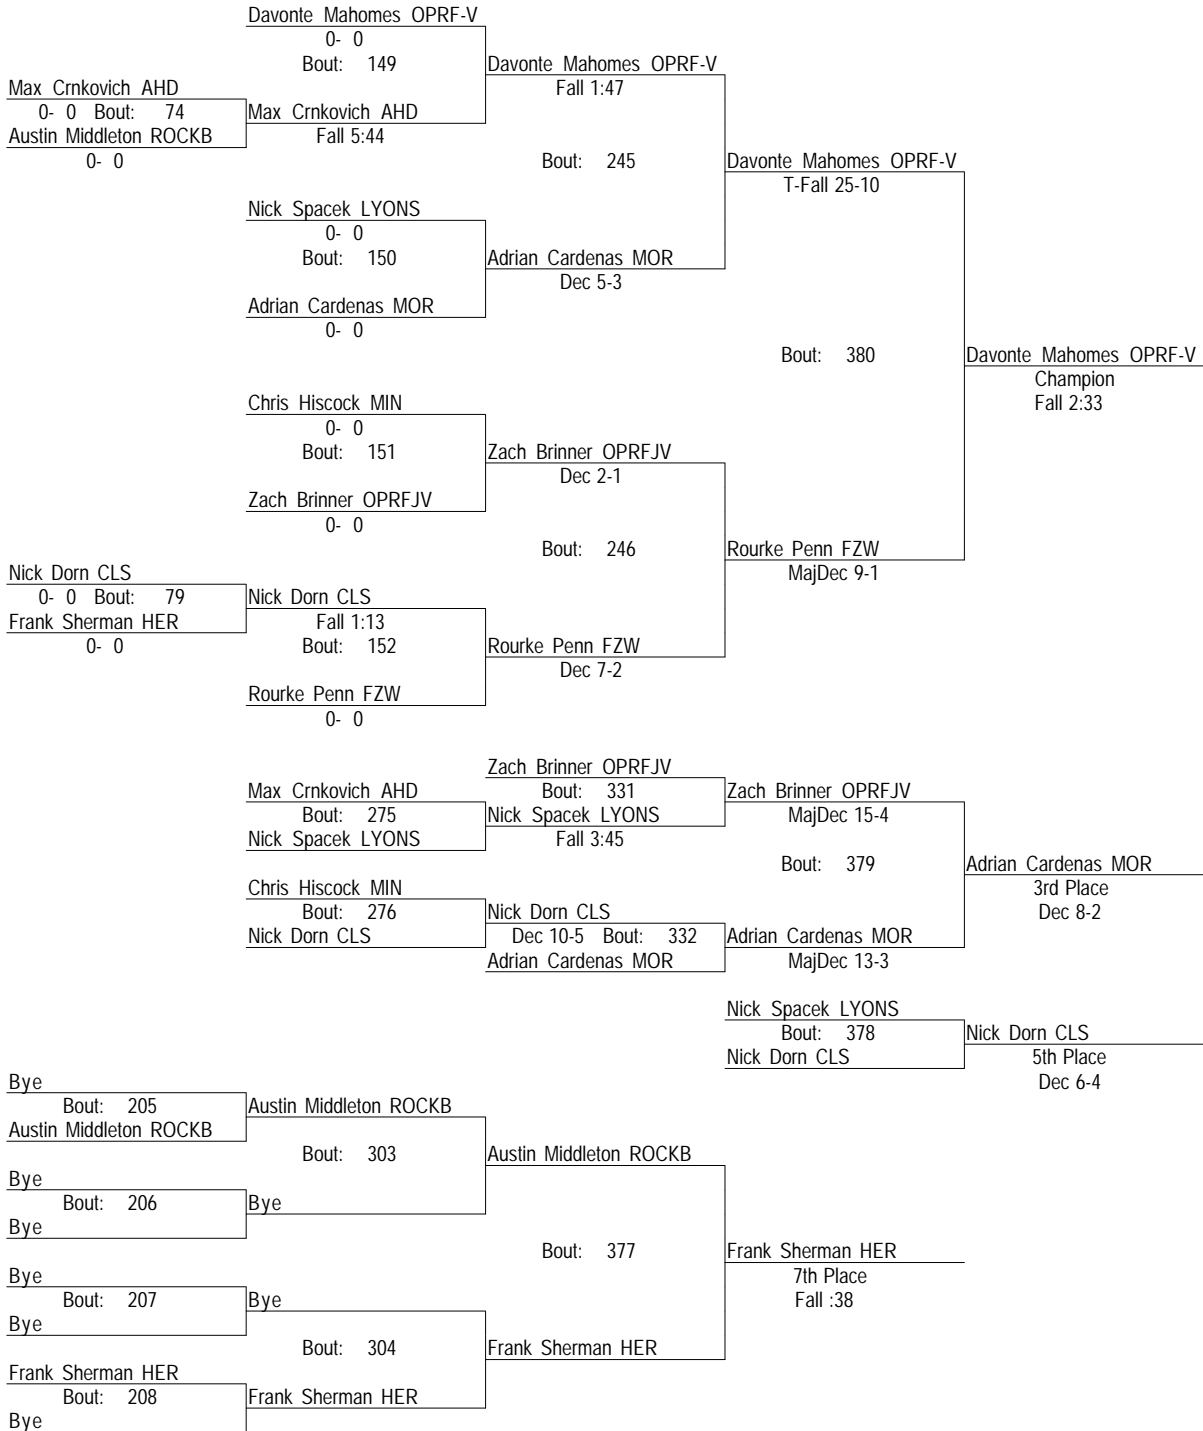 Davonte Mahomes OPRF-V
0- 0
Bout: 149
Davonte Mahomes OPRF-V
Fall 1:47
Max Crnkovich AHD
0- 0 Bout: 74
Max Crnkovich AHD
Austin Middleton ROCKB
Fall 5:44
0- 0
Bout: 245
Davonte Mahomes OPRF-V
T-Fall 25-10
Nick Spacek LYONS
0- 0
Bout: 150
Adrian Cardenas MOR
Dec 5-3
Adrian Cardenas MOR
0- 0
Bout: 380
Davonte Mahomes OPRF-V
Champion
Fall 2:33
Chris Hiscock MIN
0- 0
Bout: 151
Zach Brinner OPRFJV
Dec 2-1
Zach Brinner OPRFJV
0- 0
Bout: 246
Rourke Penn FZW
MajDec 9-1
Nick Dorn CLS
0- 0 Bout: 79
Nick Dorn CLS
Frank Sherman HER
Fall 1:13
0- 0
Bout: 152
Rourke Penn FZW
Dec 7-2
Rourke Penn FZW
0- 0
Zach Brinner OPRFJV
Max Crnkovich AHD
Bout: 331
Zach Brinner OPRFJV
Bout: 275
Nick Spacek LYONS
MajDec 15-4
Nick Spacek LYONS
Fall 3:45
Bout: 379
Adrian Cardenas MOR
3rd Place
Dec 8-2
Chris Hiscock MIN
Bout: 276
Nick Dorn CLS
Nick Dorn CLS
Dec 10-5 Bout: 332
Adrian Cardenas MOR
Adrian Cardenas MOR
MajDec 13-3
Nick Spacek LYONS
Bout: 378
Nick Dorn CLS
Nick Dorn CLS
5th Place
Dec 6-4
Bye
Bout: 205
Austin Middleton ROCKB
Austin Middleton ROCKB
Bout: 303
Austin Middleton ROCKB
Bye
Bout: 206
Bye
Bye
Bout: 377
Frank Sherman HER
7th Place
Fall :38
Bye
Bout: 207
Bye
Bye
Bout: 304
Frank Sherman HER
Frank Sherman HER
Bout: 208
Frank Sherman HER
Bye